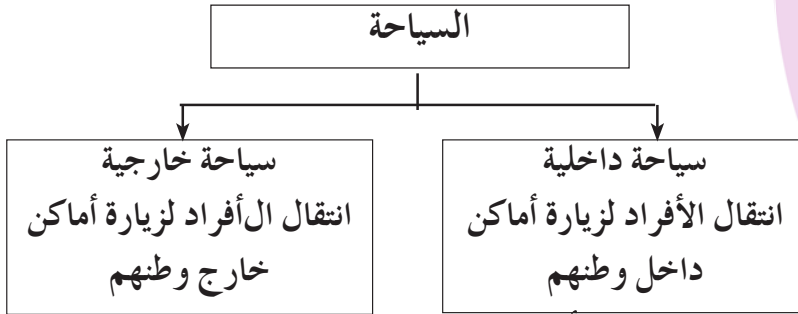 السياحة
سياحة داخلية
انتقال الأفراد لزيارة أماكن
داخل وطنهم
سياحة خارجية
انتقال الأفراد لزيارة أماكن
خارج وطنهم